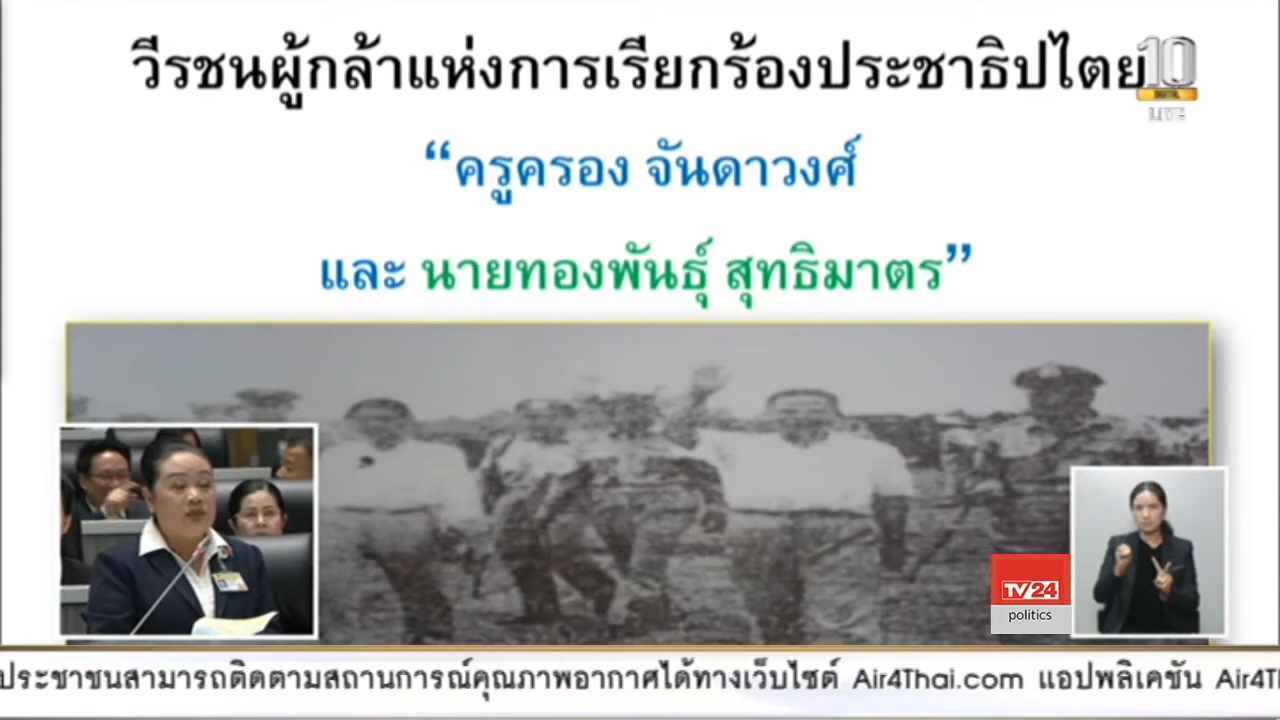 วีรชนผู้กล้าแห่งการเรียกร้องประชาธิปไตย
10
DIGITAL
LIVE
“ครูครอง จันดาวงศ์
และ นายทองพันธุ์ สุทธิมาตร”
TV24
politics
ประชาชนสามารถติดตามสถานการณ์คุณภาพอากาศได้ทางเว็บไซต์ Air4Thai.com แอปพลิเคชัน Air4T